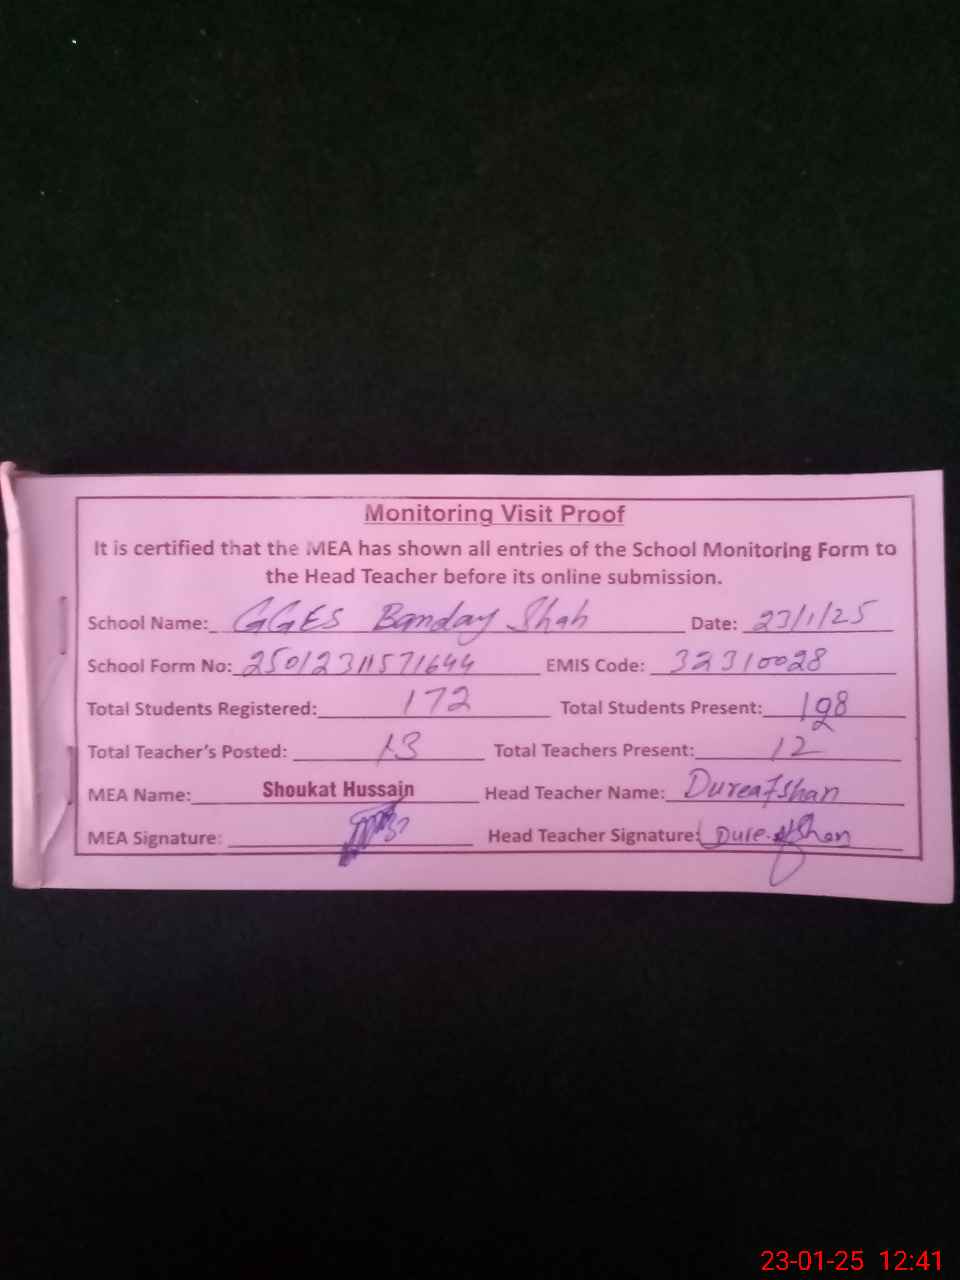 Monitoring Visit Proof
It is certified that the MEA has shown all entries of the School Monitoring Form to
the Head Teacher before its online submission.
School Name: GGES Banday Shah Date: 23/1/25
School Form No: 25012311571644 EMIS Code: 32310028
Total Students Registered: 172 Total Students Present:
Total Teacher's Posted: 13 Total Teachers Present: 12
MEA Name: Shoukat Hussain Head Teacher Name: Dureafshan
MEA Signature: Head Teacher Signature: Dure-afshan
23-01-25 12:41